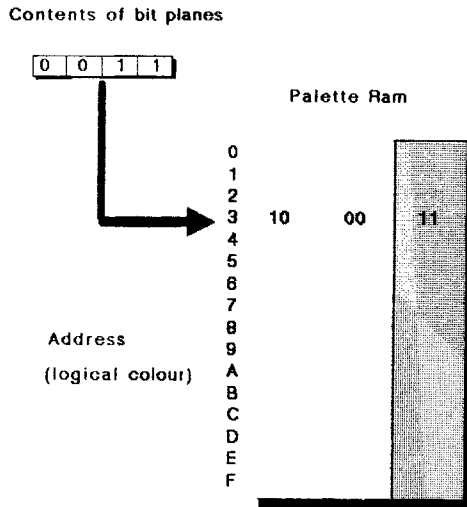 Contents of bit planes
0 0 1 1
Palette Ram
0
1
2
3 10 00 11
4
5
6
7
8
9
A
B
C
D
E
F
Address
(logical colour)